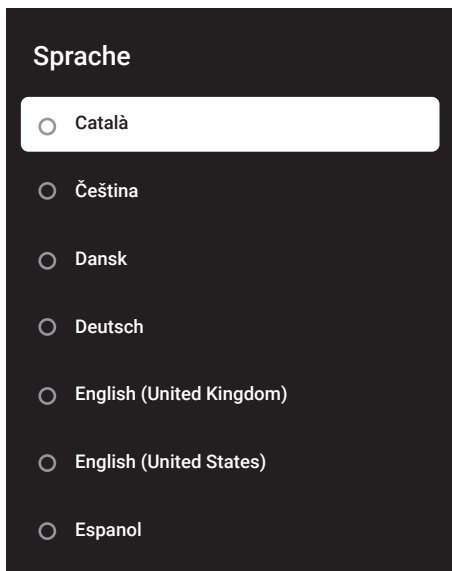 Sprache
Català
Čeština
Dansk
Deutsch
English (United Kingdom)
English (United States)
Espanol